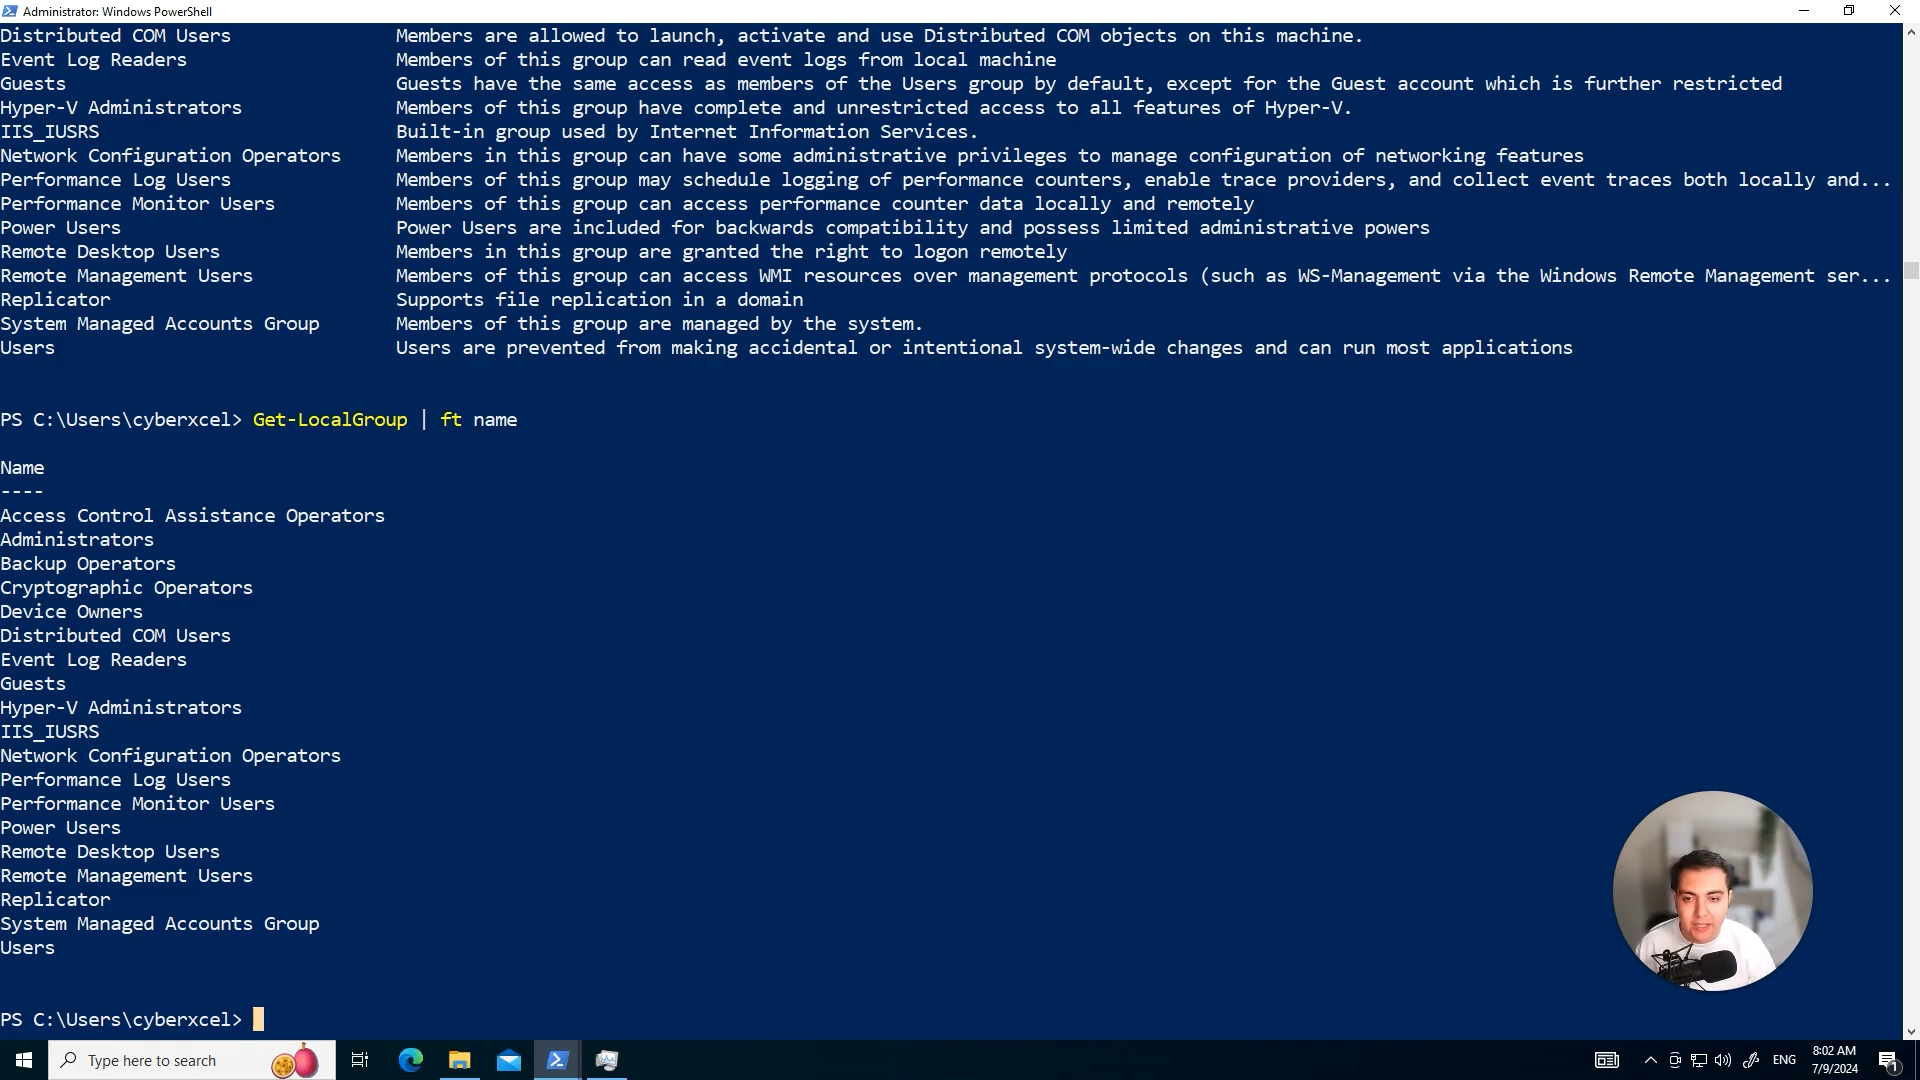 Administrator: Windows PowerShell
Distributed COM Users Members are allowed to launch, activate and use Distributed COM objects on this machine.
Event Log Readers Members of this group can read event logs from local machine
Guests Guests have the same access as members of the Users group by default, except for the Guest account which is further restricted
Hyper-V Administrators Members of this group have complete and unrestricted access to all features of Hyper-V.
IIS_IUSRS Built-in group used by Internet Information Services.
Network Configuration Operators Members in this group can have some administrative privileges to manage configuration of networking features
Performance Log Users Members of this group may schedule logging of performance counters, enable trace providers, and collect event traces both locally and...
Performance Monitor Users Members of this group can access performance counter data locally and remotely
Power Users Power Users are included for backwards compatibility and possess limited administrative powers
Remote Desktop Users Members in this group are granted the right to logon remotely
Remote Management Users Members of this group can access WMI resources over management protocols (such as WS-Management via the Windows Remote Management ser...
Replicator Supports file replication in a domain
System Managed Accounts Group Members of this group are managed by the system.
Users Users are prevented from making accidental or intentional system-wide changes and can run most applications
PS C:\Users\cyberxcel> Get-LocalGroup | ft name
Name
----
Access Control Assistance Operators
Administrators
Backup Operators
Cryptographic Operators
Device Owners
Distributed COM Users
Event Log Readers
Guests
Hyper-V Administrators
IIS_IUSRS
Network Configuration Operators
Performance Log Users
Performance Monitor Users
Power Users
Remote Desktop Users
Remote Management Users
Replicator
System Managed Accounts Group
Users
PS C:\Users\cyberxcel>
Type here to search
ENG
8:02 AM
7/9/2024
1